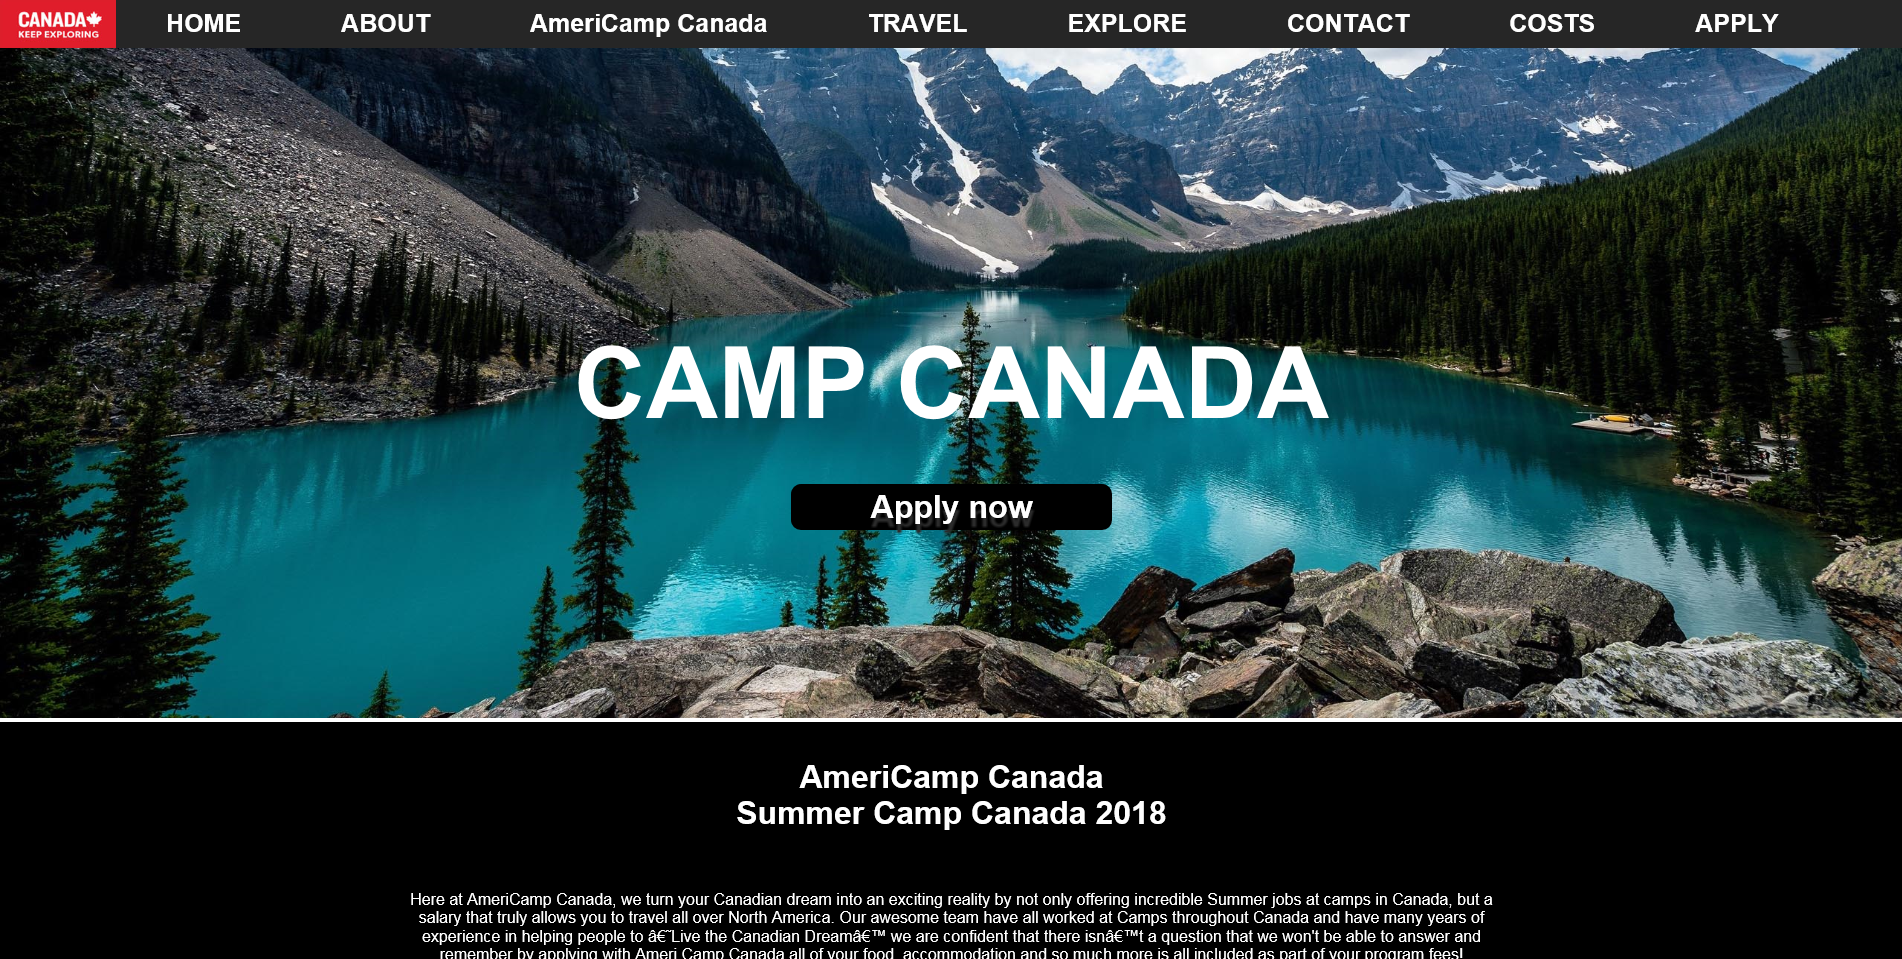 CANADA
KEEP EXPLORING
HOME ABOUT AmeriCamp Canada TRAVEL EXPLORE CONTACT COSTS APPLY
CAMP CANADA
Apply now
AmeriCamp Canada
Summer Camp Canada 2018
Here at AmeriCamp Canada, we turn your Canadian dream into an exciting reality by not only offering incredible Summer jobs at camps in Canada, but a
salary that truly allows you to travel all over North America. Our awesome team have all worked at Camps throughout Canada and have many years of
experience in helping people to â€˜Live the Canadian Dreamâ€™ we are confident that there isnâ€™t a question that we won't be able to answer and
remember by applying with Ameri Camp Canada all of your food, accommodation and so much more is all included as part of your program fees!